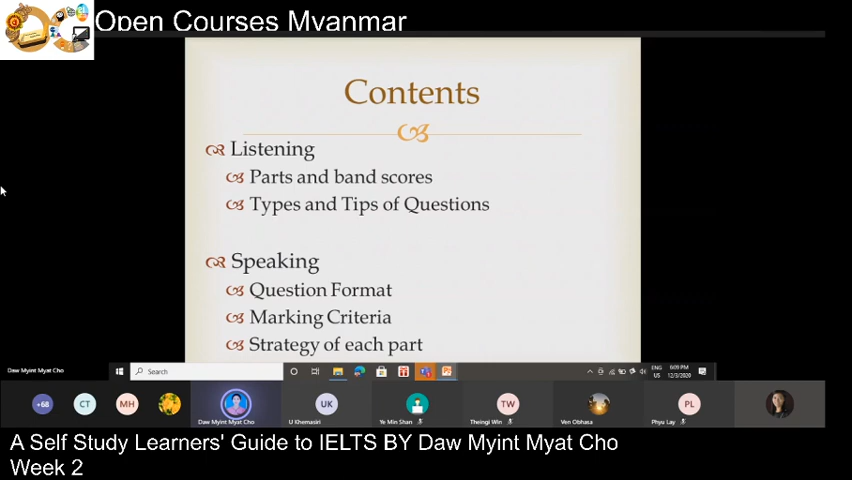 Open Courses Myanmar
Contents
Listening
Parts and band scores
Types and Tips of Questions
Speaking
Question Format
Marking Criteria
Strategy of each part
Daw Myint Myat Cho
Search
ENG
US
6:09 PM
12/3/2020
+68
CT
MH
Daw Myint Myat Cho
UK
U Khemasiri
Ye Min Shan
TW
Theingi Win
Ven Obhasa
PL
Phyu Lay
A Self Study Learners' Guide to IELTS BY Daw Myint Myat Cho
Week 2